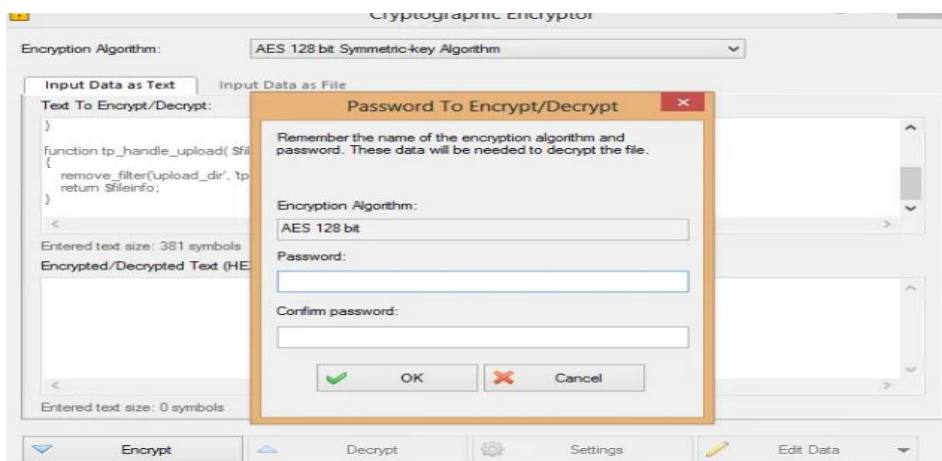 Cryptographic Encryptor
Encryption Algorithm:
AES 128 bit Symmetric-key Algorithm
Input Data as Text
Input Data as File
Text To Encrypt/Decrypt:
}
function tp_handle_upload( $fil
{
remove_filter('upload_dir', 'tp
return $fileinfo;
}
Entered text size: 381 symbols
Encrypted/Decrypted Text (HE
Entered text size: 0 symbols
Password To Encrypt/Decrypt
Remember the name of the encryption algorithm and
password. These data will be needed to decrypt the file.
Encryption Algorithm:
AES 128 bit
Password:
Confirm password:
OK
Cancel
Encrypt
Decrypt
Settings
Edit Data